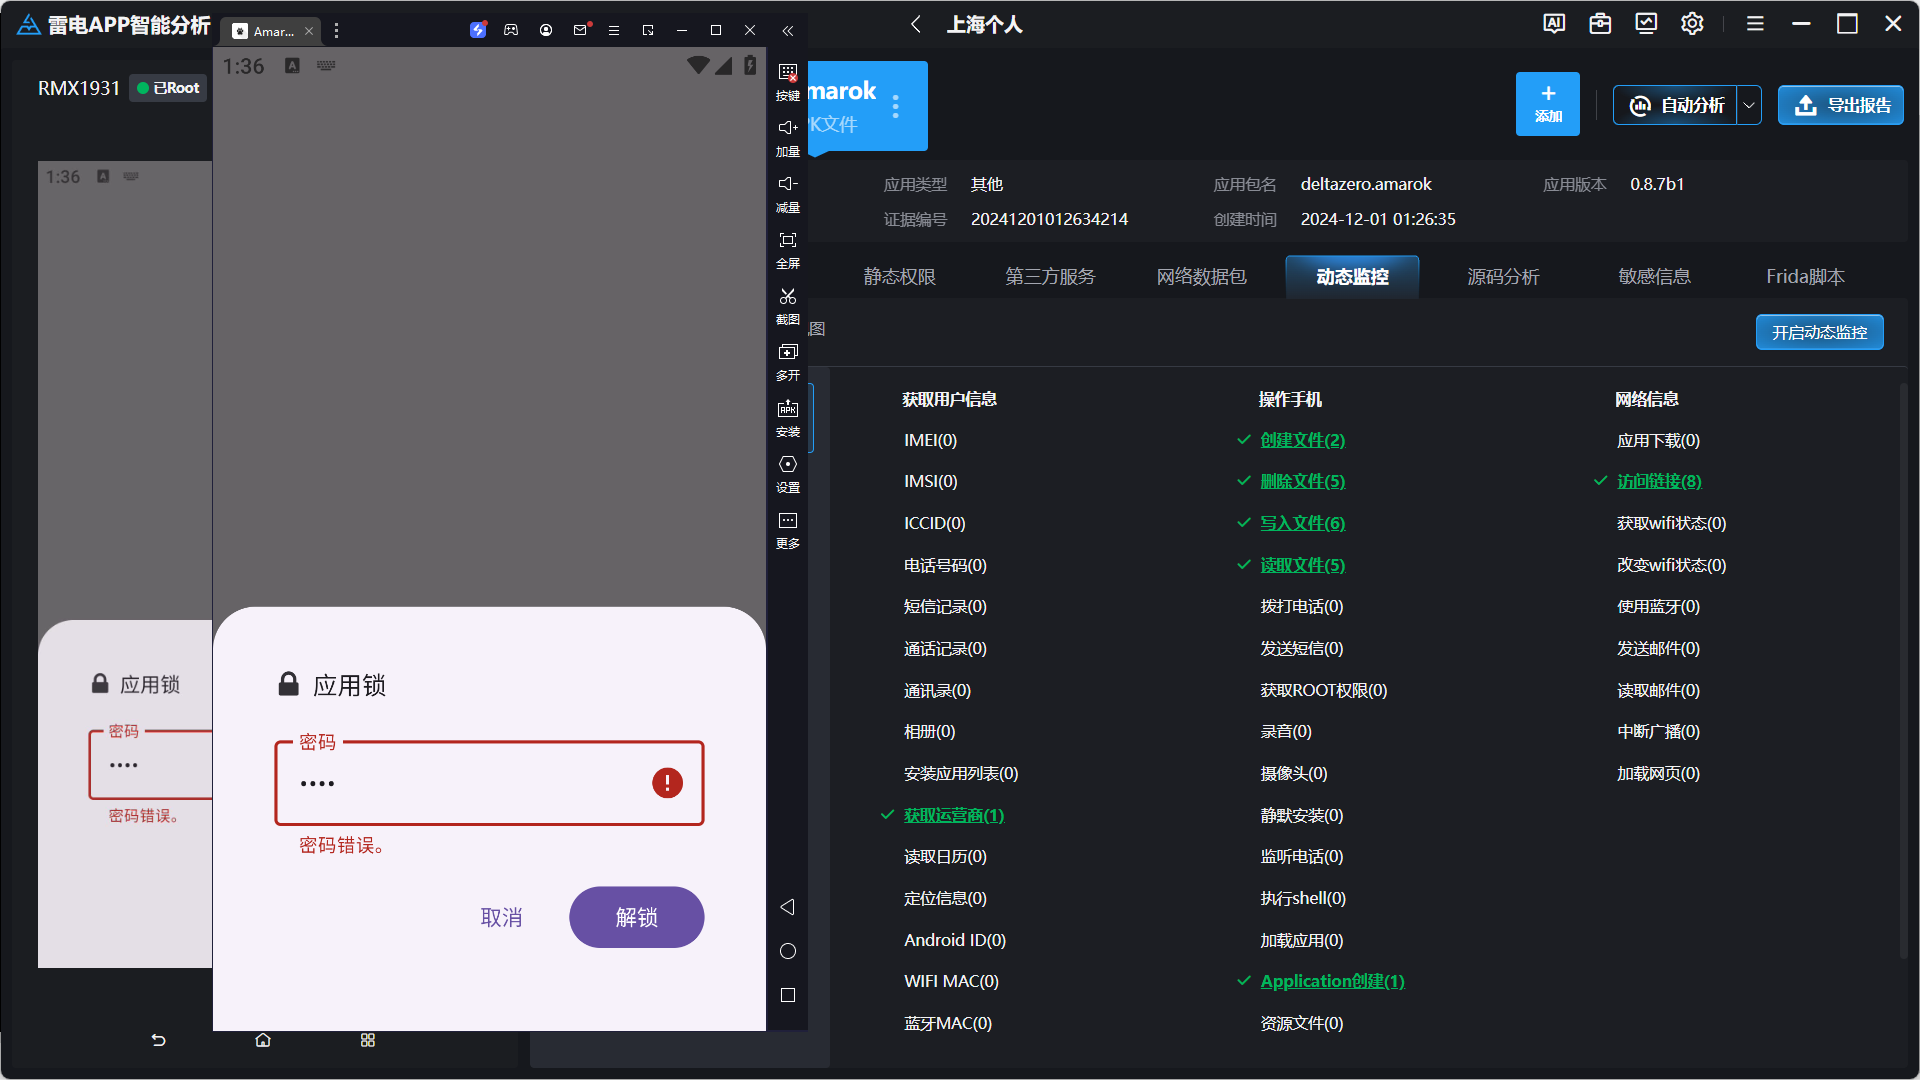 雷电APP智能分析
Amar...
上海个人
RMX1931
已Root
1:36
A
1:36
A
应用锁
密码
••••
密码错误。
应用锁
密码
••••
密码错误。
取消
解锁
按键
加量
减量
全屏
截图
多开
APK
安装
设置
更多
marok
K文件
添加
自动分析
导出报告
AI
应用类型 其他
应用包名 deltazero.amarok
应用版本 0.8.7b1
证据编号 20241201012634214
创建时间 2024-12-01 01:26:35
静态权限
第三方服务
网络数据包
动态监控
源码分析
敏感信息
Frida脚本
图
开启动态监控
获取用户信息
IMEI(0)
IMSI(0)
ICCID(0)
电话号码(0)
短信记录(0)
通话记录(0)
通讯录(0)
相册(0)
安装应用列表(0)
获取运营商(1)
读取日历(0)
定位信息(0)
Android ID(0)
WIFI MAC(0)
蓝牙MAC(0)
操作手机
创建文件(2)
删除文件(5)
写入文件(6)
读取文件(5)
拨打电话(0)
发送短信(0)
获取ROOT权限(0)
录音(0)
摄像头(0)
静默安装(0)
监听电话(0)
执行shell(0)
加载应用(0)
Application创建(1)
资源文件(0)
网络信息
应用下载(0)
访问链接(8)
获取wifi状态(0)
改变wifi状态(0)
使用蓝牙(0)
发送邮件(0)
读取邮件(0)
中断广播(0)
加载网页(0)